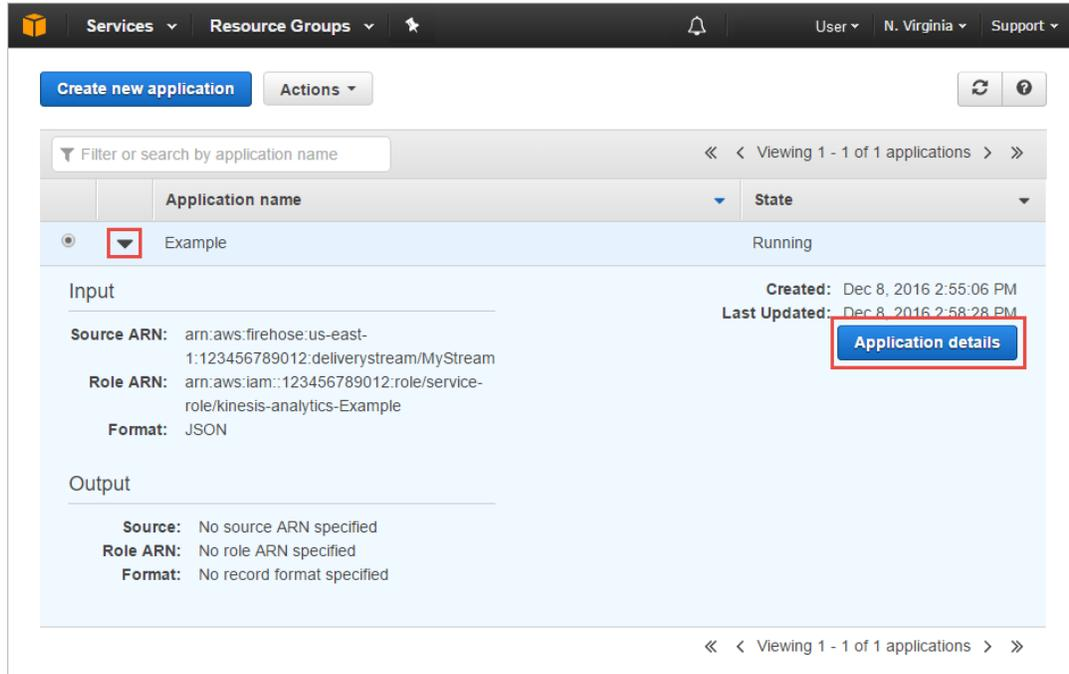 Services Resource Groups User N. Virginia Support
Create new application Actions
Filter or search by application name Viewing 1 - 1 of 1 applications
Application name State
Example Running
Input
Created: Dec 8, 2016 2:55:06 PM
Last Updated: Dec 8, 2016 2:58:28 PM
Application details
Source ARN: arn:aws:firehose:us-east-
1:123456789012:deliverystream/MyStream
Role ARN: arn:aws:iam::123456789012:role/service-
role/kinesis-analytics-Example
Format: JSON
Output
Source: No source ARN specified
Role ARN: No role ARN specified
Format: No record format specified
Viewing 1 - 1 of 1 applications